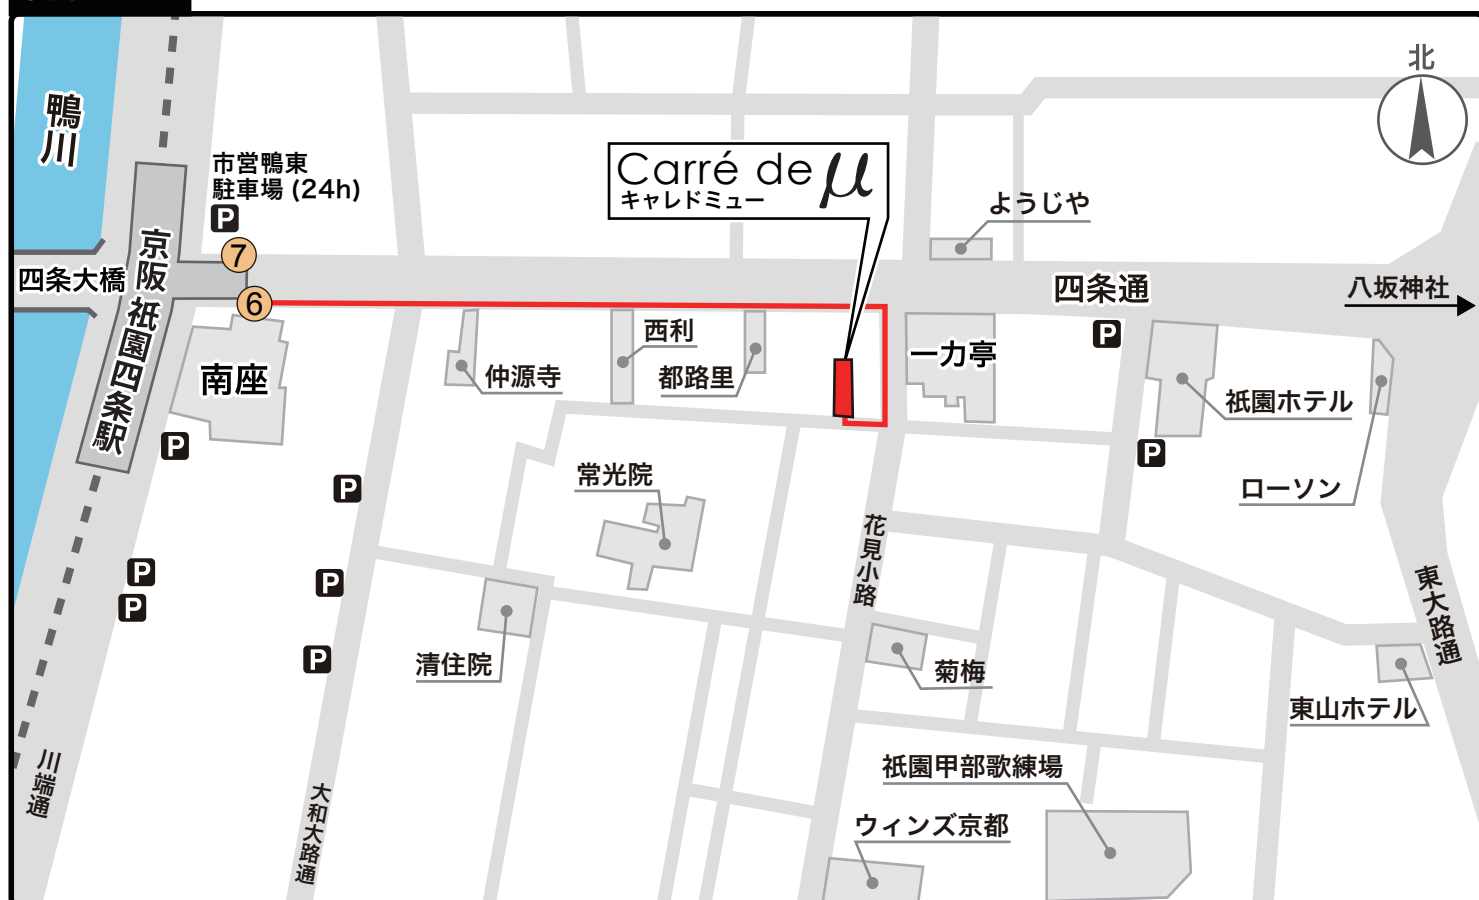 北
鴨川
市営鴨東
駐車場 (24h)
P
Carré de μ
キャレドミュー
ようじや
7
四条大橋
京阪 祇園四条駅
6
四条通
八坂神社
P
西利
一力亭
南座
仲源寺
都路里
祇園ホテル
P
P
常光院
P
ローソン
花見小路
P
P
P
東大路通
清住院
P
菊梅
東山ホテル
川端通
祇園甲部歌練場
大和大路通
ウィンズ京都